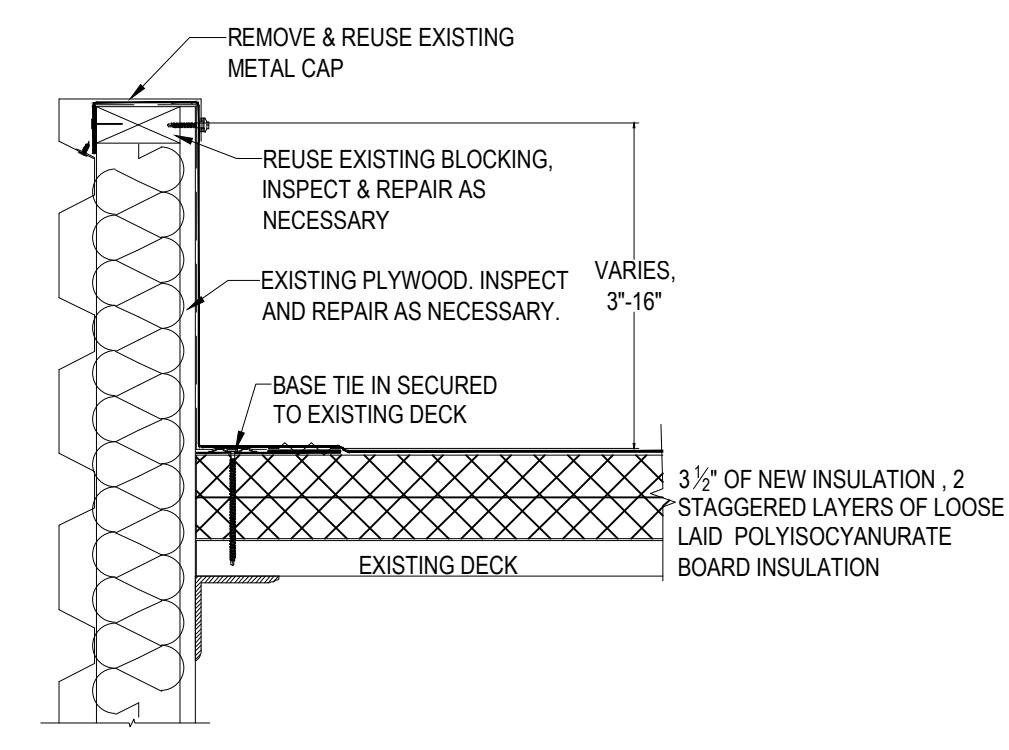 REMOVE & REUSE EXISTING
METAL CAP
REUSE EXISTING BLOCKING,
INSPECT & REPAIR AS
NECESSARY
EXISTING PLYWOOD. INSPECT
AND REPAIR AS NECESSARY.
VARIES,
3"-16"
BASE TIE IN SECURED
TO EXISTING DECK
3 ½" OF NEW INSULATION , 2
STAGGERED LAYERS OF LOOSE
LAID POLYISOCYANURATE
BOARD INSULATION
EXISTING DECK